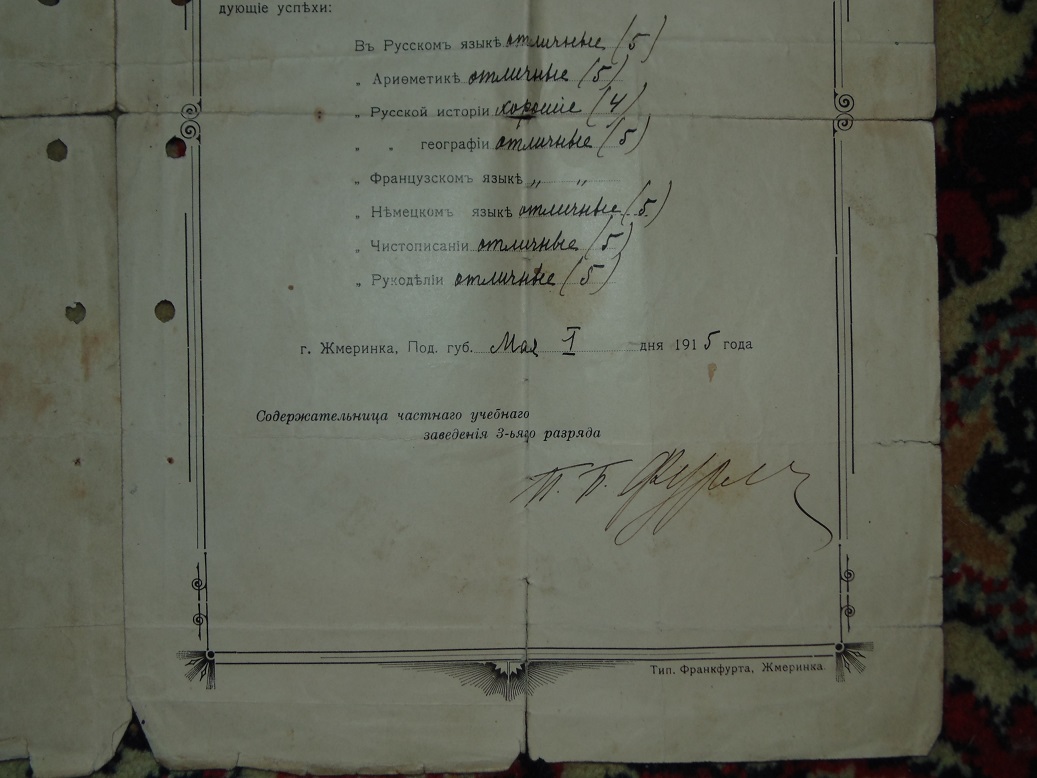 дующіе успѣхи:
Въ Русскомъ языкѣ отличные (5)
„ Ариѳметикѣ отличные (5)
„ Русской исторіи хорошіе (4)
„ „ географіи отличные (5)
„ Французскомъ языкѣ „ „
„ Нѣмецкомъ языкѣ отличные (5)
„ Чистописаніи отличные (5)
„ Рукодѣліи отличные (5)
г. Жмеринка, Под. губ. Мая 1 дня 1915 года
Содержательница частнаго учебнаго
заведенія 3-ьяго разряда
Тип. Франкфурта, Жмеринка